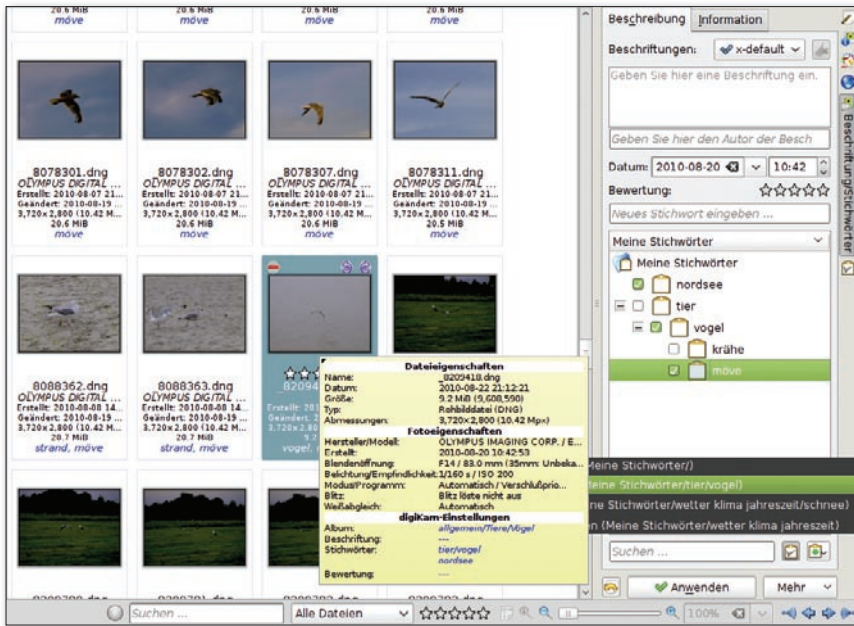 20.6 MiB
möve
20.6 MiB
möve
20.6 MiB
möve
20.6 MiB
möve
8078301.dng
OLYMPUS DIGITAL ...
Erstellt: 2010-08-07 21...
Geändert: 2010-08-19 ...
3,720x2,800 (10.42 M...
20.6 MiB
möve
8078302.dng
OLYMPUS DIGITAL ...
Erstellt: 2010-08-07 21...
Geändert: 2010-08-19 ...
3,720x2,800 (10.42 M...
20.6 MiB
möve
8078307.dng
OLYMPUS DIGITAL ...
Erstellt: 2010-08-07 21...
Geändert: 2010-08-19 ...
3,720x2,800 (10.42 M...
20.6 MiB
möve
8078311.dng
OLYMPUS DIGITAL ...
Erstellt: 2010-08-07 21...
Geändert: 2010-08-19 ...
3,720x2,800 (10.42 M...
20.5 MiB
möve
8088362.dng
OLYMPUS DIGITAL ...
Erstellt: 2010-08-08 14...
Geändert: 2010-08-19 ...
3,720x2,800 (10.42 M...
20.7 MiB
strand, möve
8088363.dng
OLYMPUS DIGITAL ...
Erstellt: 2010-08-08 14...
Geändert: 2010-08-19 ...
3,720x2,800 (10.42 M...
20.7 MiB
strand, möve
_82094
Erstellt: 201
Geändert: 2
3,720x2,80
9.2
vogel, n
Dateieigenschaften
Name: _8209418.dng
Datum: 2010-08-22 21:12:21
Größe: 9.2 MiB (9,608,590)
Typ: Rohbilddatei (DNG)
Abmessungen: 3,720x2,800 (10.42 Mpx)
Fotoeigenschaften
Hersteller/Modell: OLYMPUS IMAGING CORP. / E...
Erstellt: 2010-08-20 10:42:53
Blendenöffnung: F14 / 83.0 mm (35mm: Unbeka...
Belichtung/Empfindlichkeit: 1/160 s / ISO 200
Modus/Programm: Automatisch / Verschlußprio...
Blitz: Blitz löste nicht aus
Weißabgleich: Automatisch
digiKam-Einstellungen
Album: allgemein/Tiere/Vögel
Beschriftung: ---
Stichwörter: tier/vogel
nordsee
Bewertung: ---
Suchen ...
Alle Dateien
100%
Beschreibung
Information
Beschriftungen: x-default
Geben Sie hier eine Beschriftung ein.
Geben Sie hier den Autor der Besch
Datum: 2010-08-20 10:42
Bewertung:
Neues Stichwort eingeben ...
Meine Stichwörter
Meine Stichwörter
nordsee
tier
vogel
krähe
möve
Meine Stichwörter/)
leine Stichwörter/tier/vogel)
ne Stichwörter/wetter klima jahreszeit/schnee)
n (Meine Stichwörter/wetter klima jahreszeit)
Suchen ...
Anwenden
Mehr
Beschriftung/Stichwörter